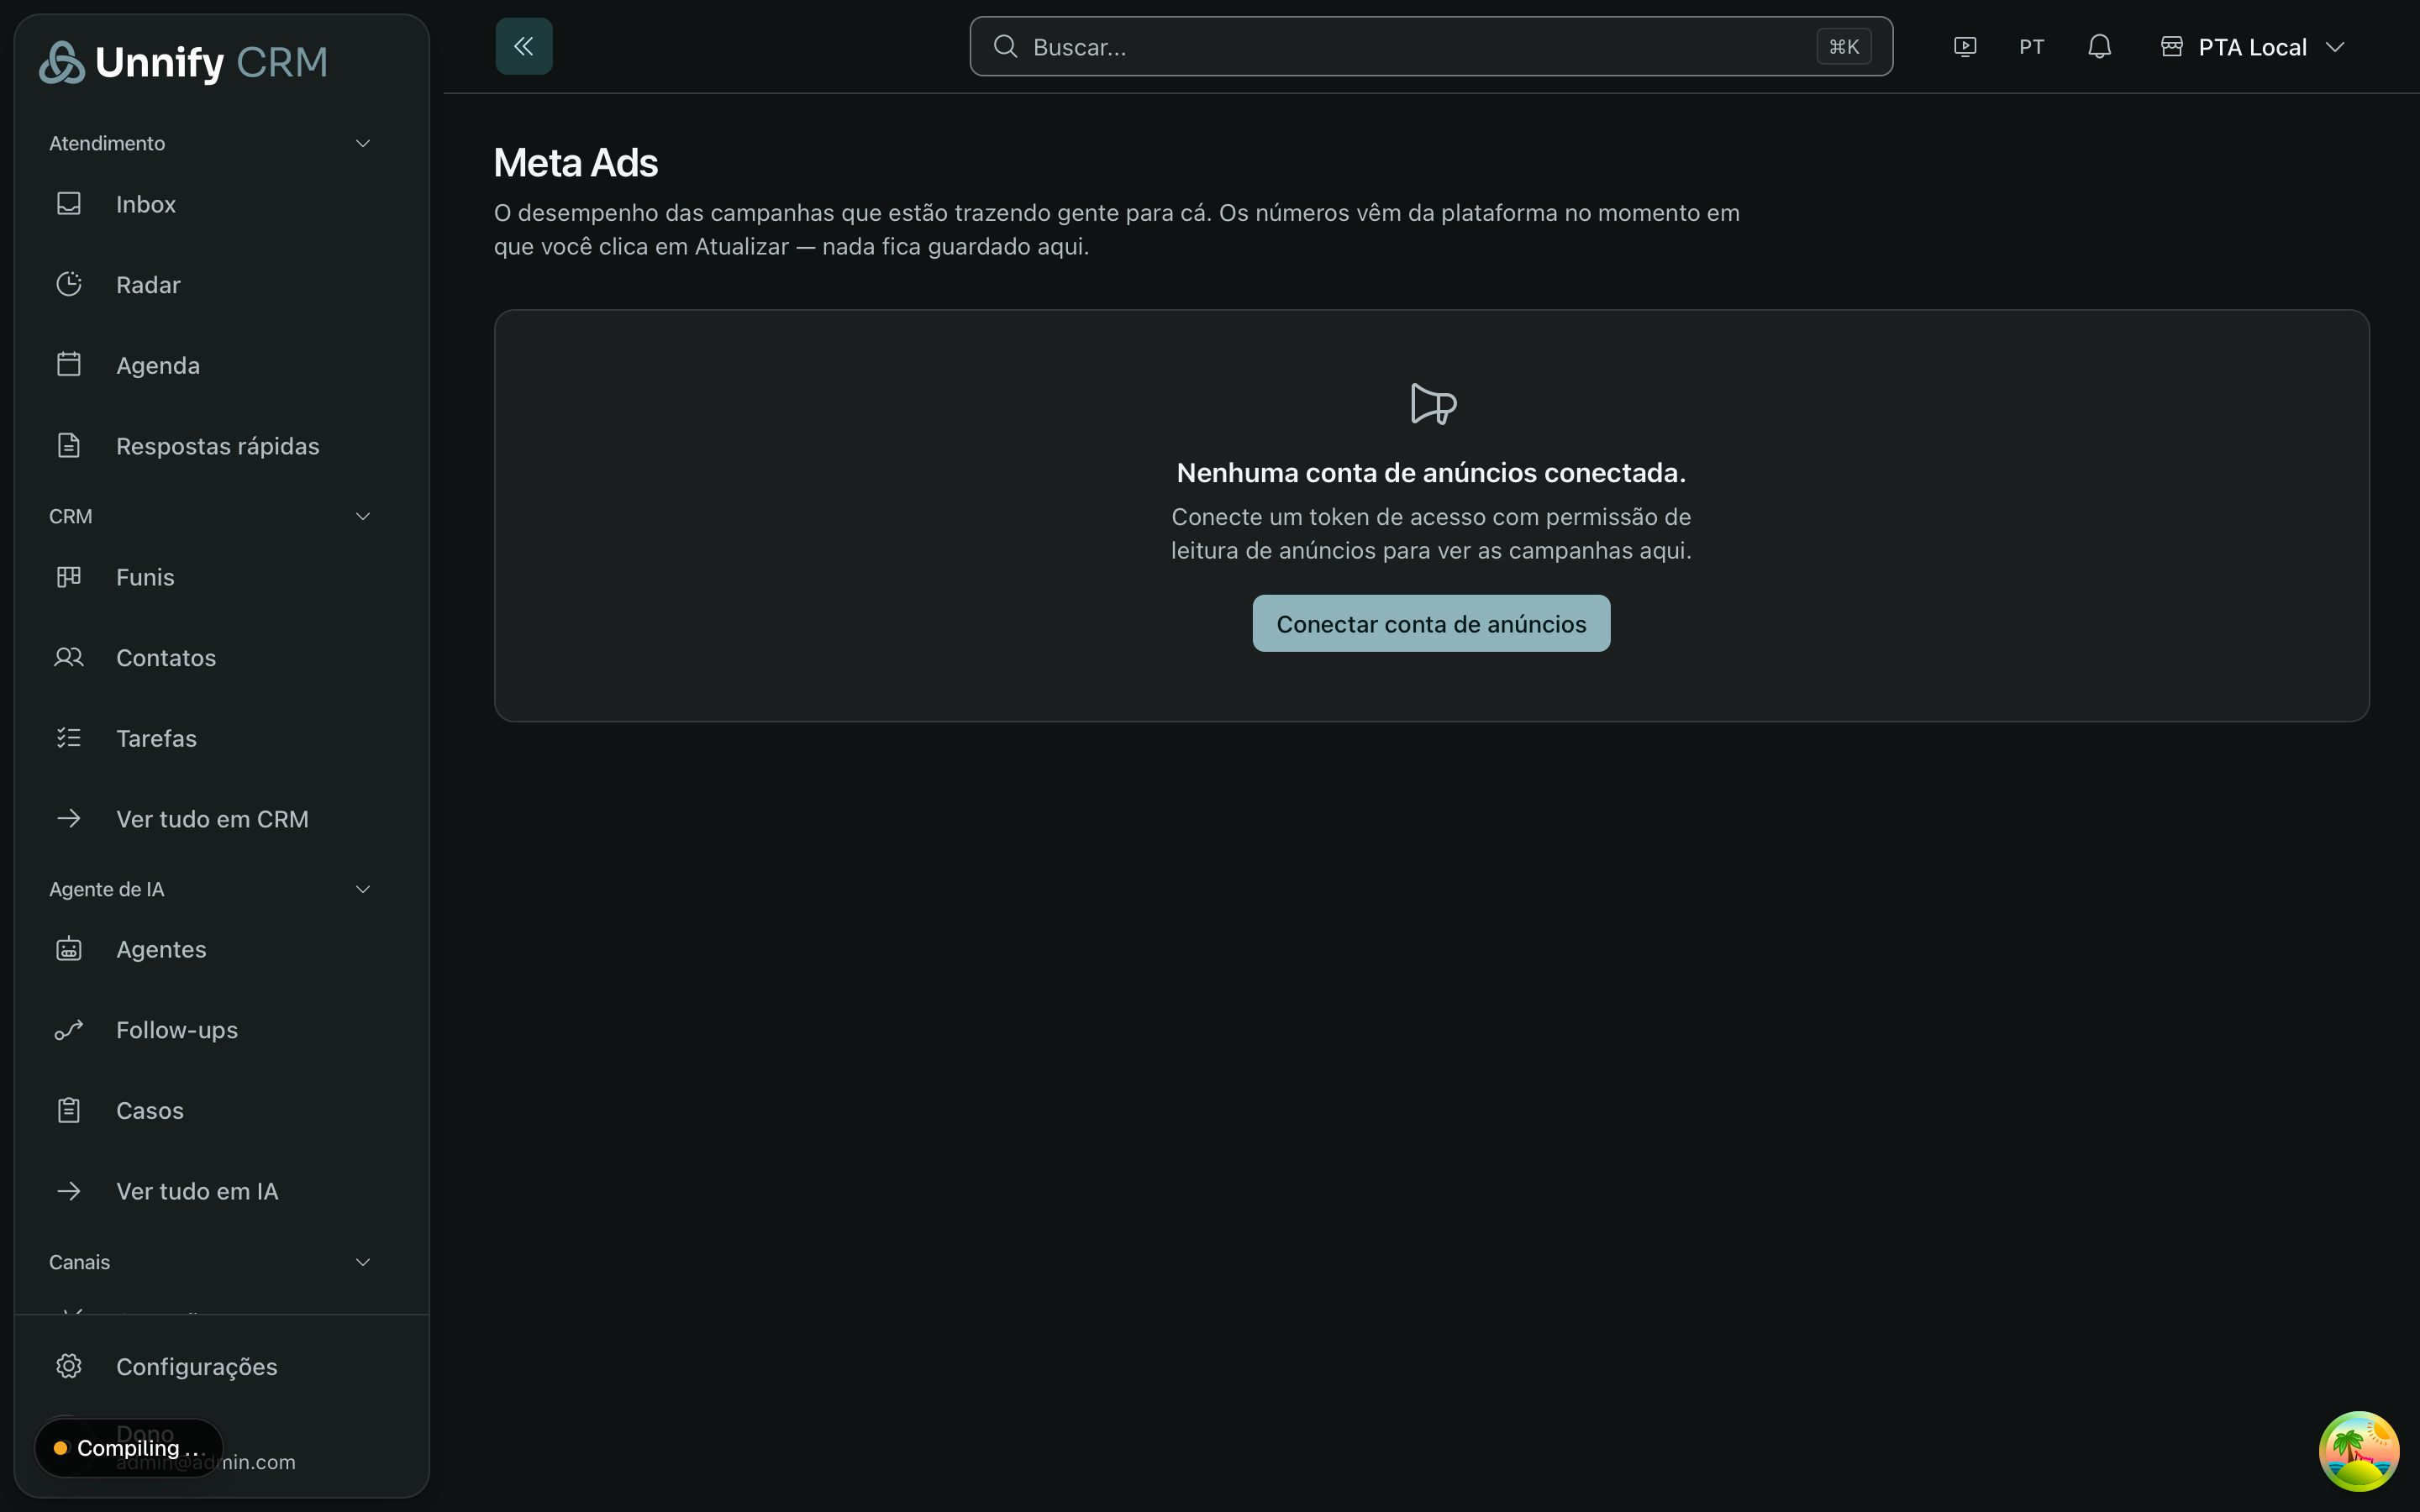 Unnify CRM
Buscar...
⌘K
PT
PTA Local
Atendimento
Inbox
Radar
Agenda
Respostas rápidas
CRM
Funis
Contatos
Tarefas
Ver tudo em CRM
Agente de IA
Agentes
Follow-ups
Casos
Ver tudo em IA
Canais
Configurações
Dono
admin@admin.com
Compiling ...
Meta Ads
O desempenho das campanhas que estão trazendo gente para cá. Os números vêm da plataforma no momento em
que você clica em Atualizar — nada fica guardado aqui.
Nenhuma conta de anúncios conectada.
Conecte um token de acesso com permissão de
leitura de anúncios para ver as campanhas aqui.
Conectar conta de anúncios